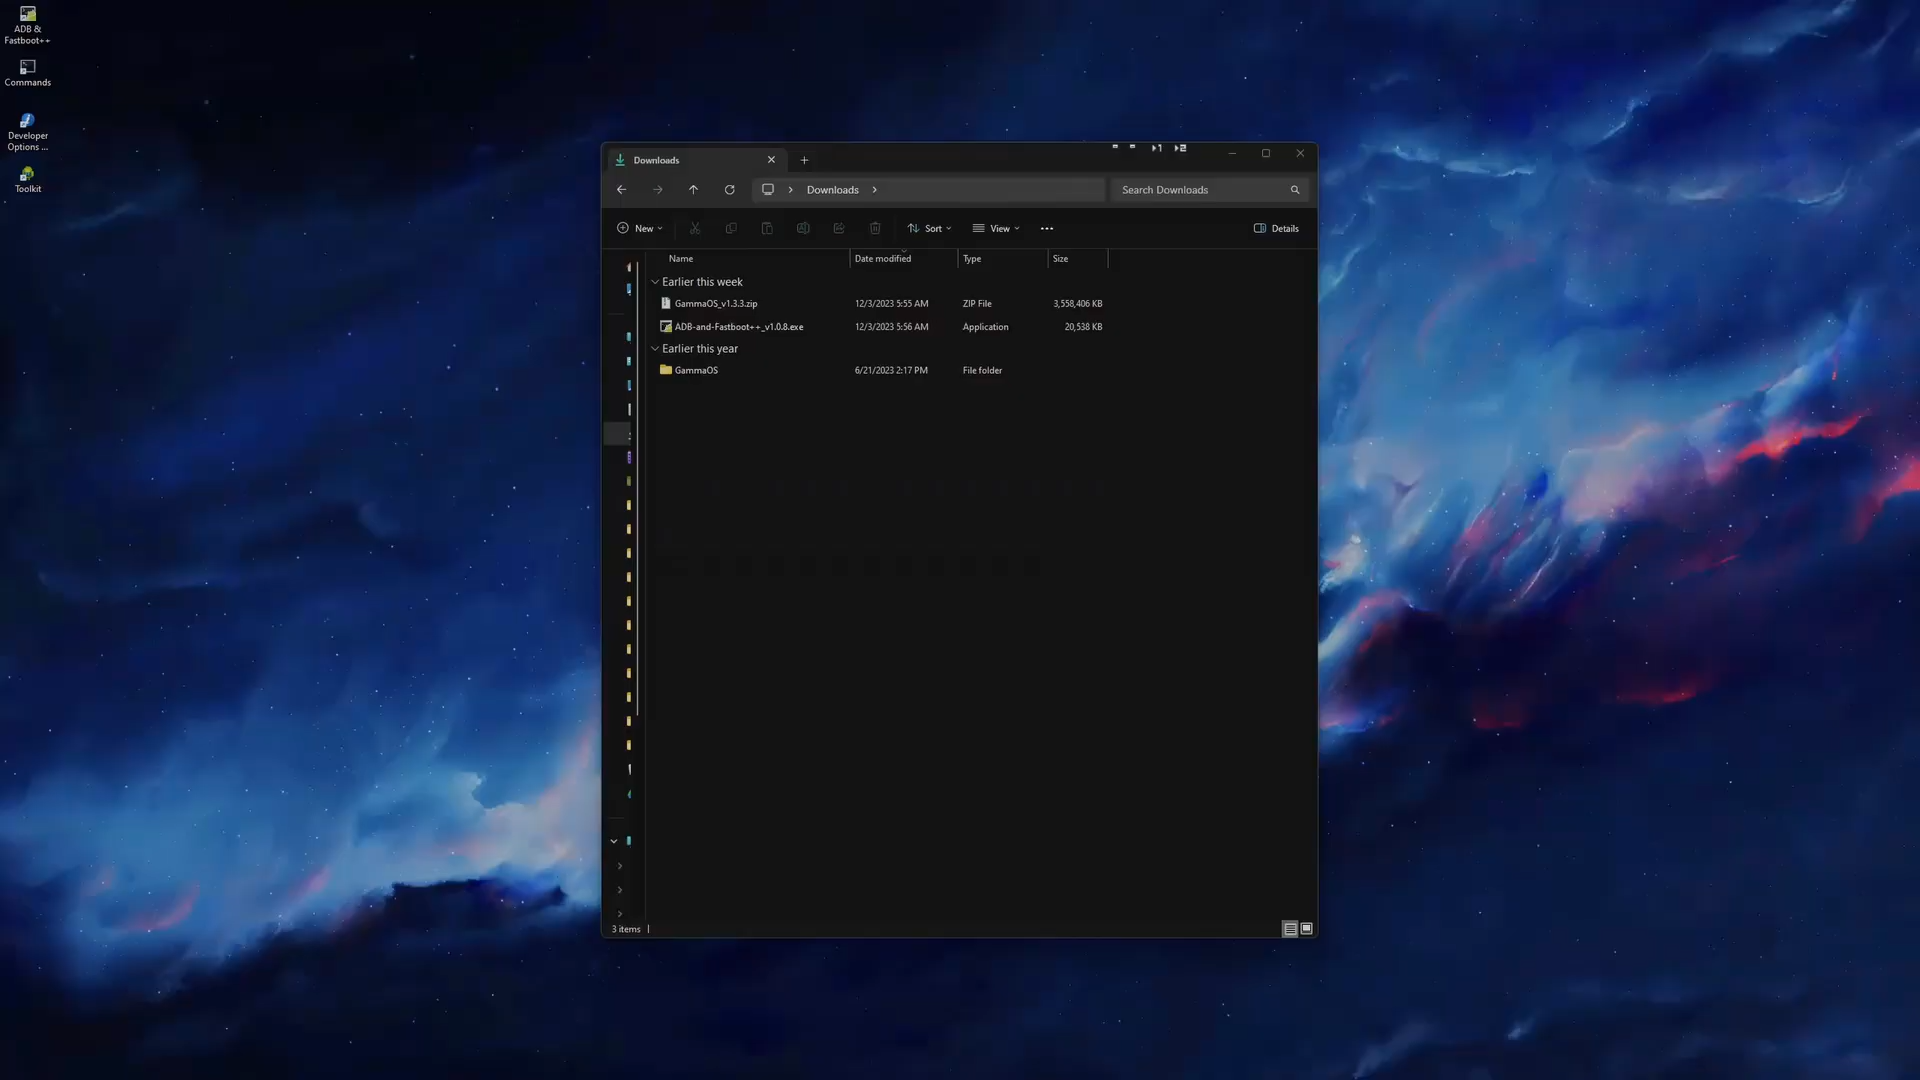 ADB &
Fastboot++
Commands
Developer
Options ...
Toolkit
Downloads
Downloads
Search Downloads
New
Sort
View
Details
Name Date modified Type Size
Earlier this week
GammaOS_v1.3.3.zip 12/3/2023 5:55 AM ZIP File 3,558,406 KB
ADB-and-Fastboot++_v1.0.8.exe 12/3/2023 5:56 AM Application 20,538 KB
Earlier this year
GammaOS 6/21/2023 2:17 PM File folder
3 items